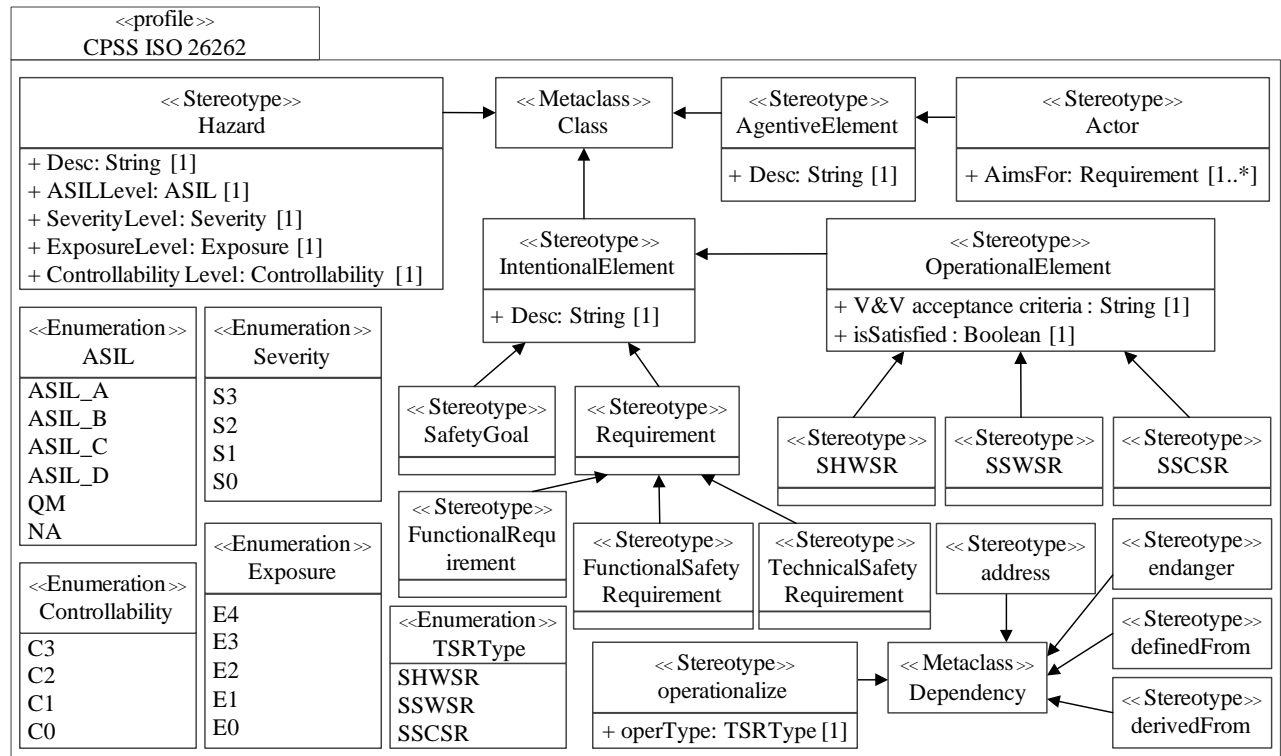 <<profile>>
CPSS ISO 26262
<< Stereotype>>
Hazard
+ Desc: String [1]
+ ASILLevel: ASIL [1]
+ SeverityLevel: Severity [1]
+ ExposureLevel: Exposure [1]
+ Controllability Level: Controllability [1]
<< Metaclass>>
Class
<<Stereotype>>
AgentiveElement
+ Desc: String [1]
<< Stereotype>>
Actor
+ AimsFor: Requirement [1..*]
<<Stereotype>>
IntentionalElement
+ Desc: String [1]
<<Stereotype>>
OperationalElement
+ V&V acceptance criteria : String [1]
+ isSatisfied : Boolean [1]
<<Enumeration>>
ASIL
ASIL_A
ASIL_B
ASIL_C
ASIL_D
QM
NA
<<Enumeration>>
Severity
S3
S2
S1
S0
<< Stereotype>>
SafetyGoal
<< Stereotype>>
Requirement
<< Stereotype>>
SHWSR
<< Stereotype>>
SSWSR
<< Stereotype>>
SSCSR
<< Stereotype>>
FunctionalRequ
irement
<< Stereotype>>
FunctionalSafety
Requirement
<< Stereotype>>
TechnicalSafety
Requirement
<< Stereotype>>
address
<< Stereotype>>
endanger
<< Stereotype>>
definedFrom
<< Stereotype>>
derivedFrom
<<Enumeration>>
Controllability
C3
C2
C1
C0
<<Enumeration>>
Exposure
E4
E3
E2
E1
E0
<<Enumeration>>
TSRType
SHWSR
SSWSR
SSCSR
<< Stereotype>>
operationalize
+ operType: TSRType [1]
<< Metaclass>>
Dependency